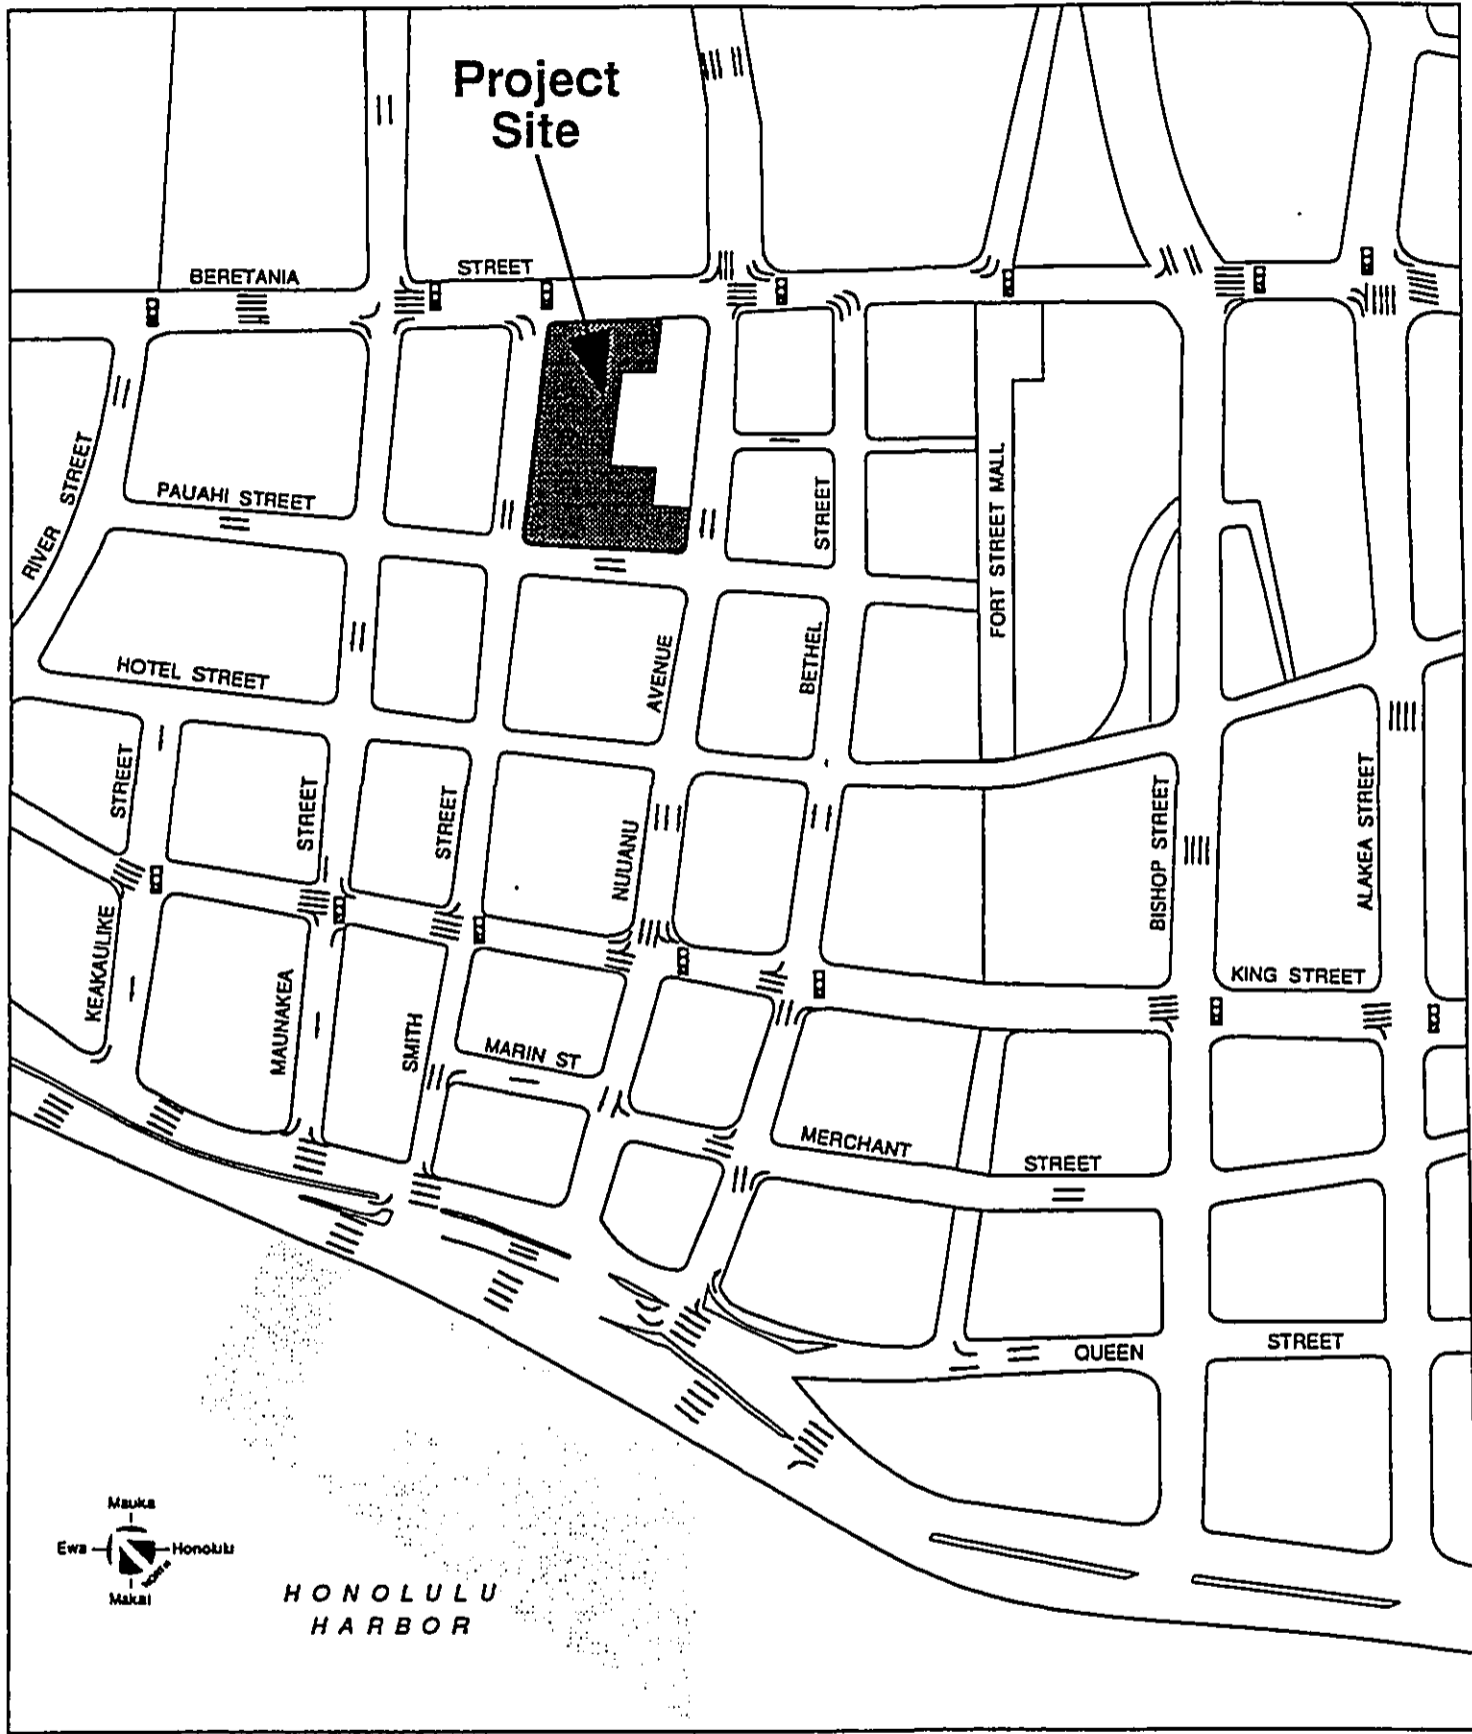 Project
Site
BERETANIA STREET
RIVER STREET
PAUAHI STREET
HOTEL STREET
STREET
FORT STREET MALL
AVENUE
BETHEL
STREET
STREET
STREET
NUUANU
BISHOP STREET
ALAKEA STREET
KEAKAULIKE
MAUNAKEA
SMITH
KING STREET
MARIN ST
MERCHANT STREET
QUEEN STREET
Mauka
Ewa
Honolulu
NORTH
Makai
HONOLULU
HARBOR